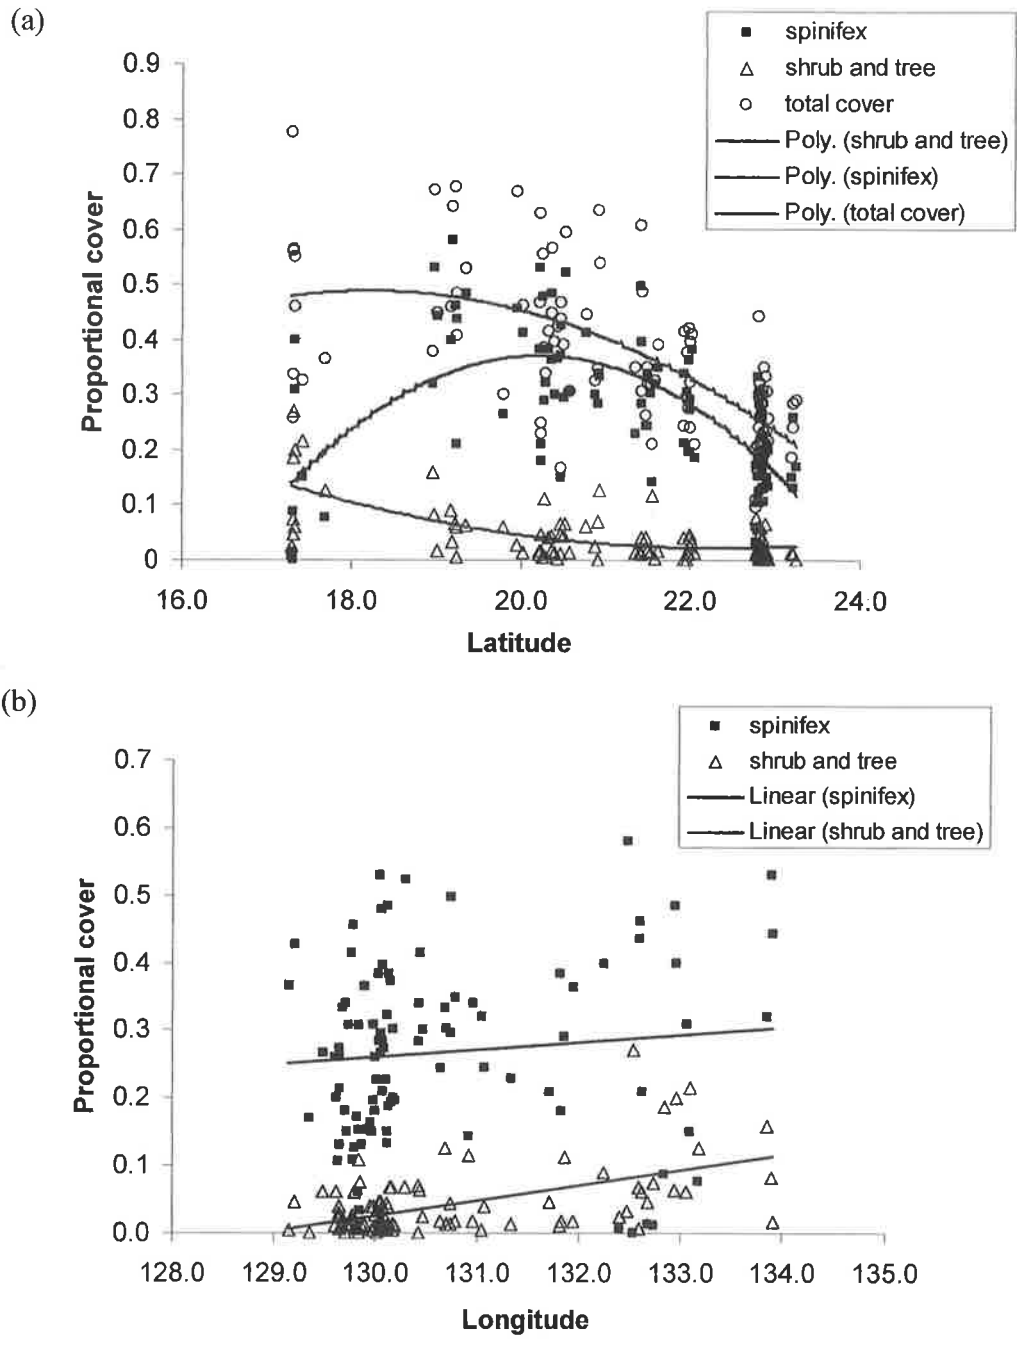 (a)
spinifex
shrub and tree
total cover
Poly. (shrub and tree)
Poly. (spinifex)
Poly. (total cover)
0.9
0.8
0.7
0.6
0.5
0.4
0.3
0.2
0.1
0
Proportional cover
16.0 18.0 20.0 22.0 24.0
Latitude
(b)
spinifex
shrub and tree
Linear (spinifex)
Linear (shrub and tree)
0.7
0.6
0.5
0.4
0.3
0.2
0.1
0.0
Proportional cover
128.0 129.0 130.0 131.0 132.0 133.0 134.0 135.0
Longitude